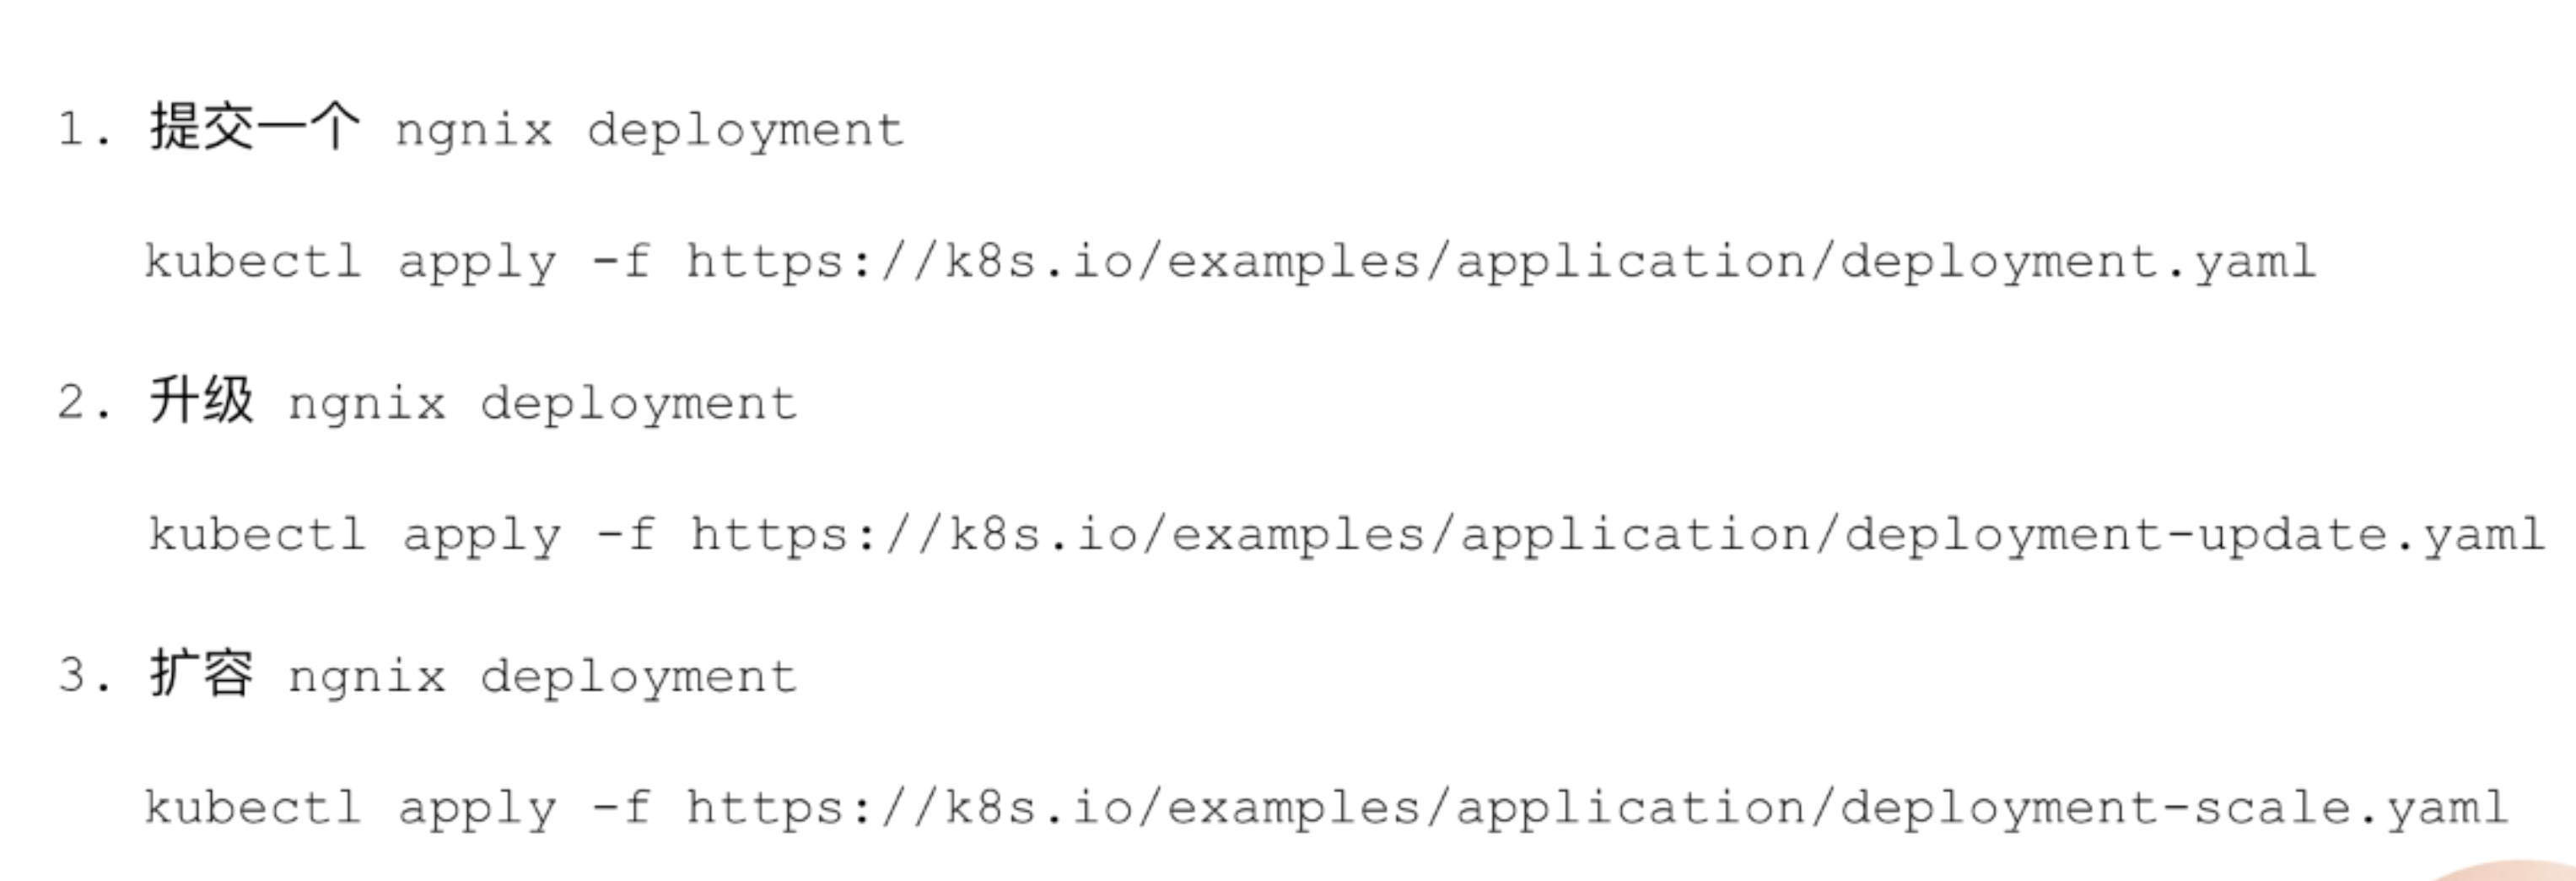 1. 提交一个 ngnix deployment
kubectl apply -f https://k8s.io/examples/application/deployment.yaml
2. 升级 ngnix deployment
kubectl apply -f https://k8s.io/examples/application/deployment-update.yaml
3. 扩容 ngnix deployment
kubectl apply -f https://k8s.io/examples/application/deployment-scale.yaml